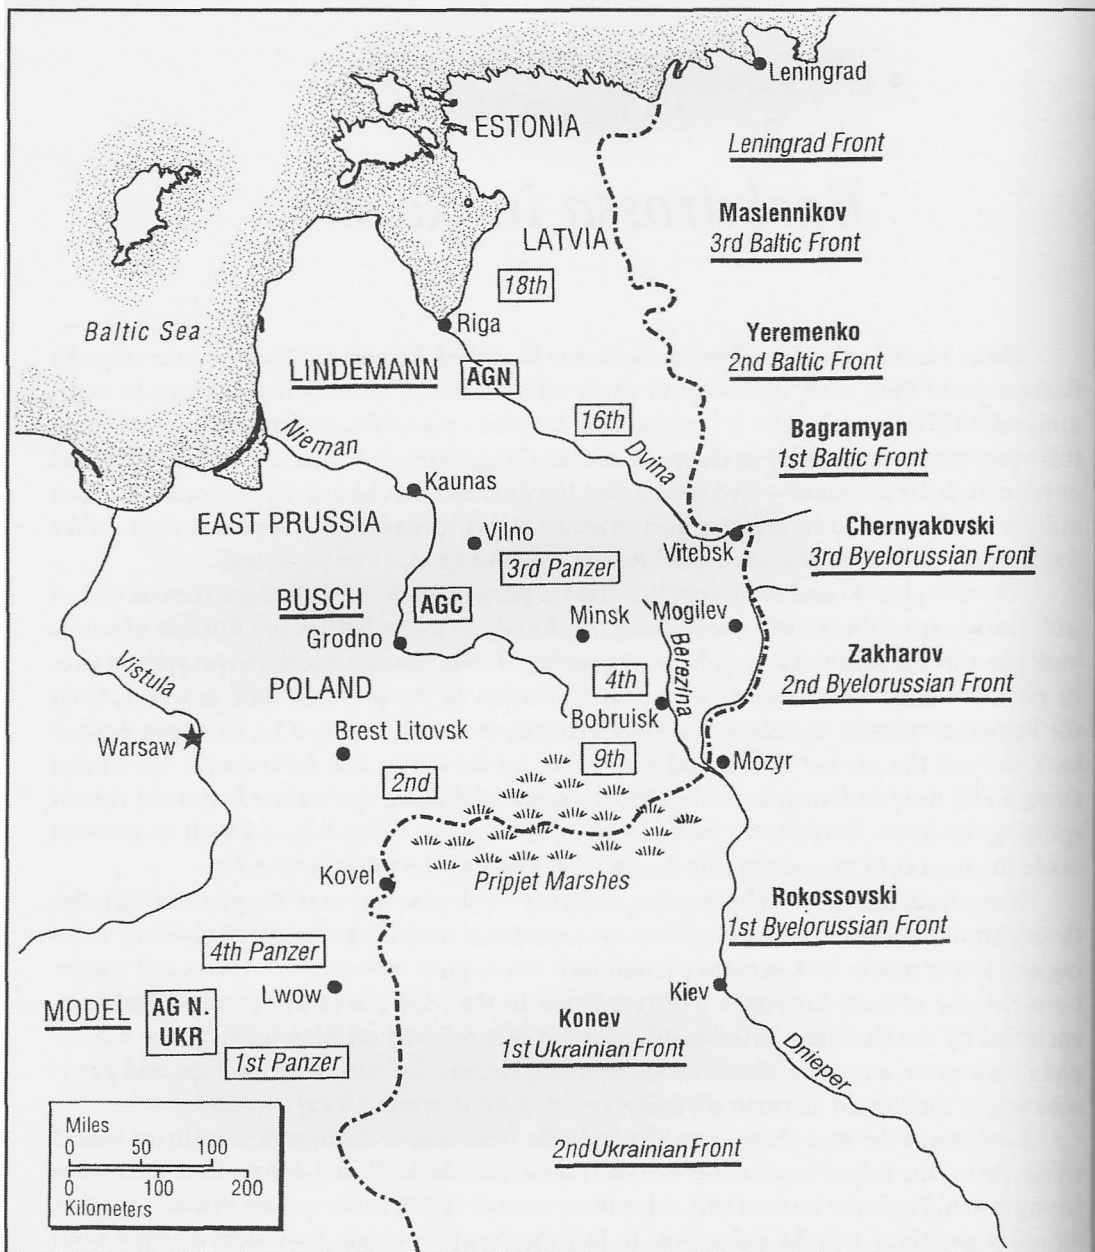 Leningrad
ESTONIA
Leningrad Front
Maslennikov
3rd Baltic Front
LATVIA
18th
Riga
Baltic Sea
Yeremenko
2nd Baltic Front
LINDEMANN
AGN
16th
Dvina
Bagramyan
1st Baltic Front
Nieman
Kaunas
EAST PRUSSIA
Vilno
Vitebsk
Chernyakovski
3rd Byelorussian Front
3rd Panzer
BUSCH
AGC
Minsk
Mogilev
Grodno
Berezina
Zakharov
2nd Byelorussian Front
Vistula
POLAND
4th
Bobruisk
Warsaw
Brest Litovsk
9th
Mozyr
2nd
Kovel
Pripjet Marshes
Rokossovski
1st Byelorussian Front
4th Panzer
Lwow
Kiev
MODEL
AG N.
UKR
1st Panzer
Konev
1st Ukrainian Front
Dnieper
2nd Ukrainian Front
Miles
0 50 100
0 100 200
Kilometers